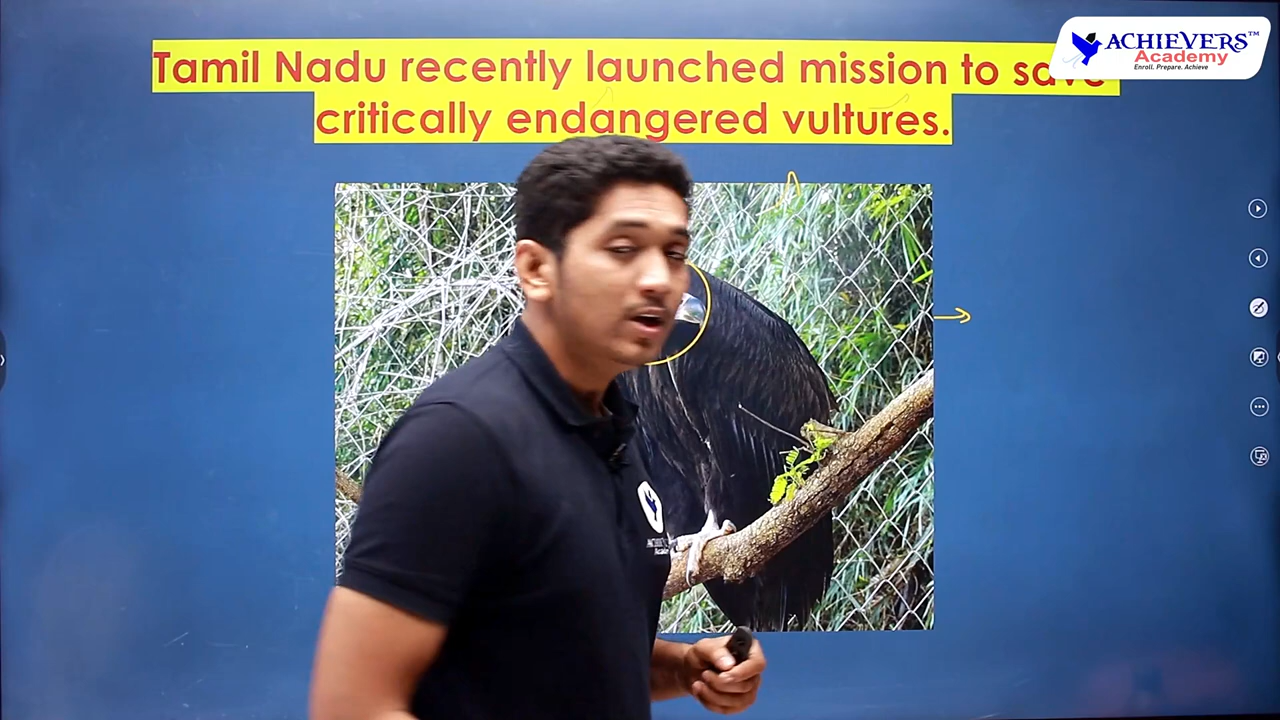 Tamil Nadu recently launched mission to save
critically endangered vultures.
ACHIEVERS™
Academy
Enroll. Prepare. Achieve